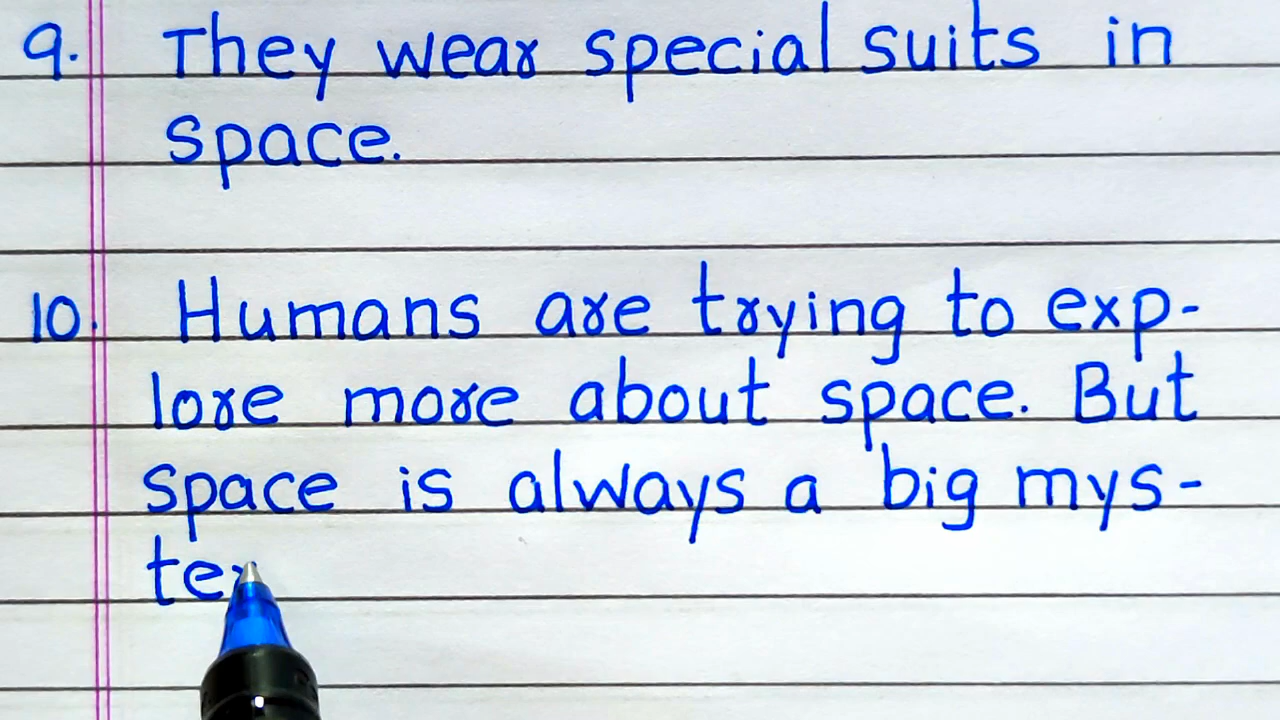 9. They wear special suits in
space.
10. Humans are trying to exp-
lore more about space. But
space is always a big mys-
ter